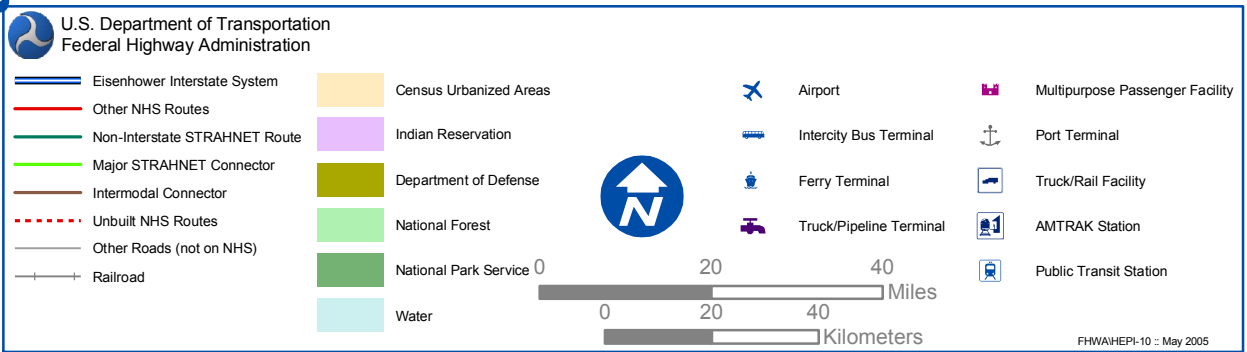 U.S. Department of Transportation
Federal Highway Administration
Eisenhower Interstate System
Other NHS Routes
Non-Interstate STRAHNET Route
Major STRAHNET Connector
Intermodal Connector
Unbuilt NHS Routes
Other Roads (not on NHS)
Railroad
Census Urbanized Areas
Indian Reservation
Department of Defense
National Forest
National Park Service
Water
N
0 20 40
Miles
0 20 40
Kilometers
Airport
Intercity Bus Terminal
Ferry Terminal
Truck/Pipeline Terminal
Multipurpose Passenger Facility
Port Terminal
Truck/Rail Facility
AMTRAK Station
Public Transit Station
FHWA\HEPI-10 :: May 2005